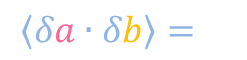 ⟨δa · δb⟩ =